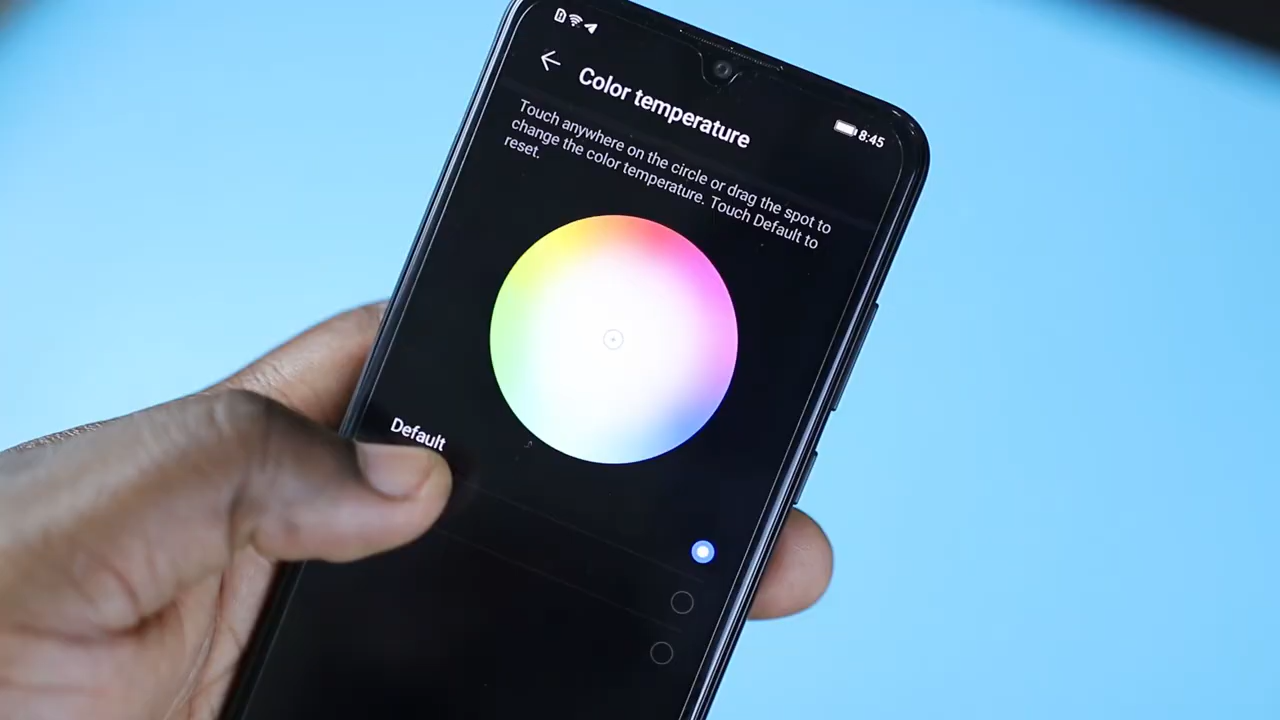 8:45
Color temperature
Touch anywhere on the circle or drag the spot to
change the color temperature. Touch Default to
reset.
Default